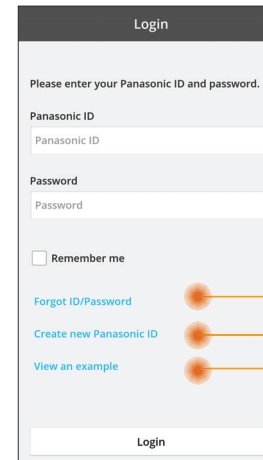 Login
Please enter your Panasonic ID and password.
Panasonic ID
Panasonic ID
Password
Password
Remember me
Forgot ID/Password
Create new Panasonic ID
View an example
Login